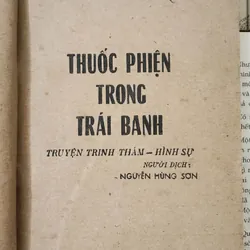 THUỐC PHIỆN
TRONG
TRÁI BANH
TRUYỆN TRINH THÁM – HÌNH SỰ
NGƯỜI DỊCH :
- NGUYỄN HÙNG SƠN